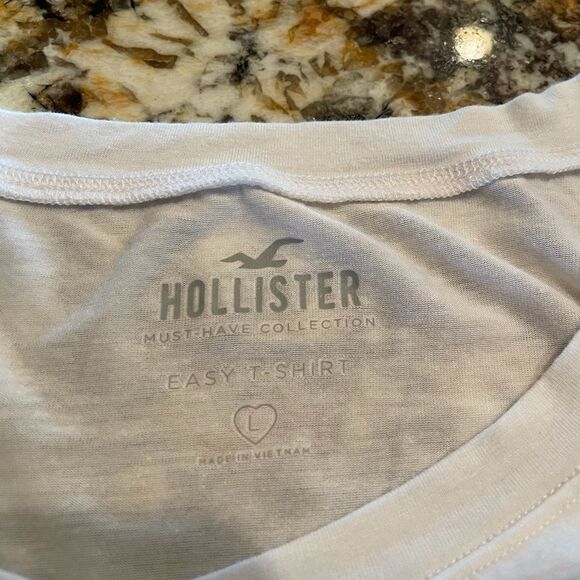 HOLLISTER
MUST-HAVE COLLECTION
EASY T-SHIRT
L
MADE IN VIETNAM